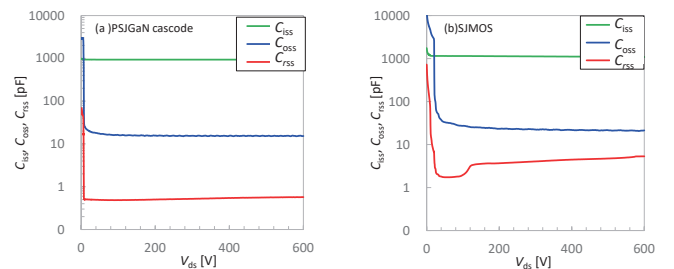 (a )PSJGaN cascode
Ciss
Coss
Crss
10000
1000
100
10
1
0
Ciss, Coss, Crss [pF]
0
200
400
600
Vds [V]
(b)SJMOS
Ciss
Coss
Crss
10000
1000
100
10
1
0
Ciss, Coss, Crss [pF]
0
200
400
600
Vds [V]